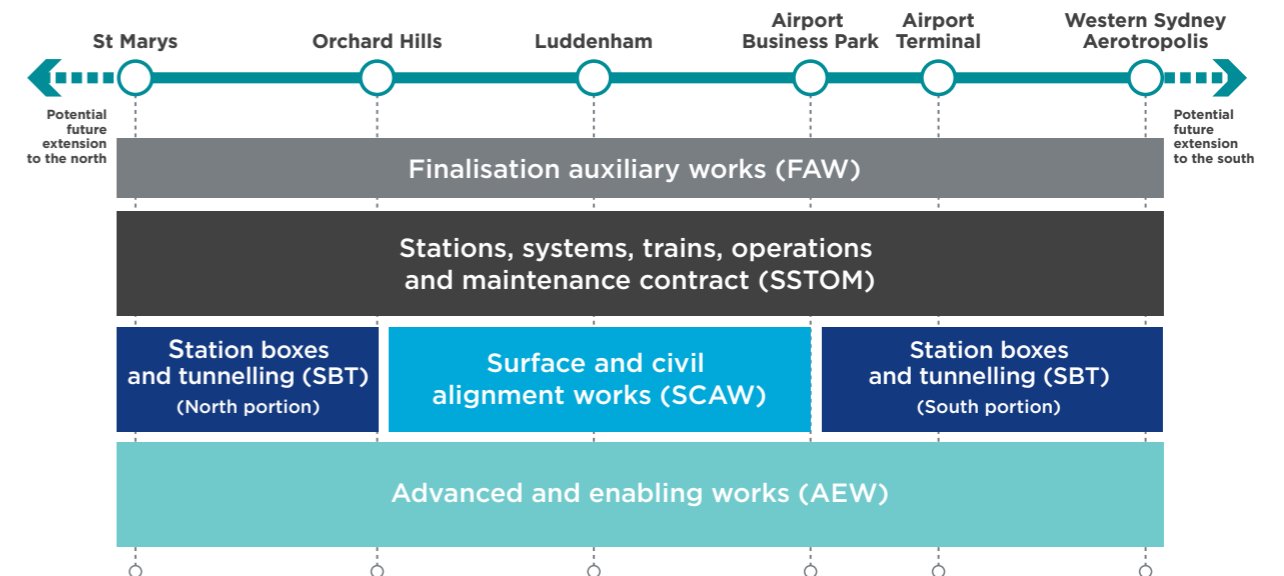 St Marys
Orchard Hills
Luddenham
Airport
Business Park
Airport
Terminal
Western Sydney
Aerotropolis
Potential
future
extension
to the north
Potential
future
extension
to the south
Finalisation auxiliary works (FAW)
Stations, systems, trains, operations
and maintenance contract (SSTOM)
Station boxes
and tunnelling (SBT)
(North portion)
Surface and civil
alignment works (SCAW)
Station boxes
and tunnelling (SBT)
(South portion)
Advanced and enabling works (AEW)